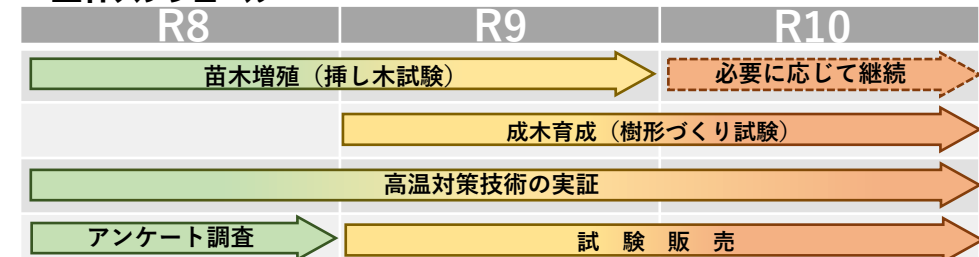 R8 R9 R10
苗木増殖（挿し木試験） 必要に応じて継続
成木育成（樹形づくり試験）
高温対策技術の実証
アンケート調査 試 験 販 売